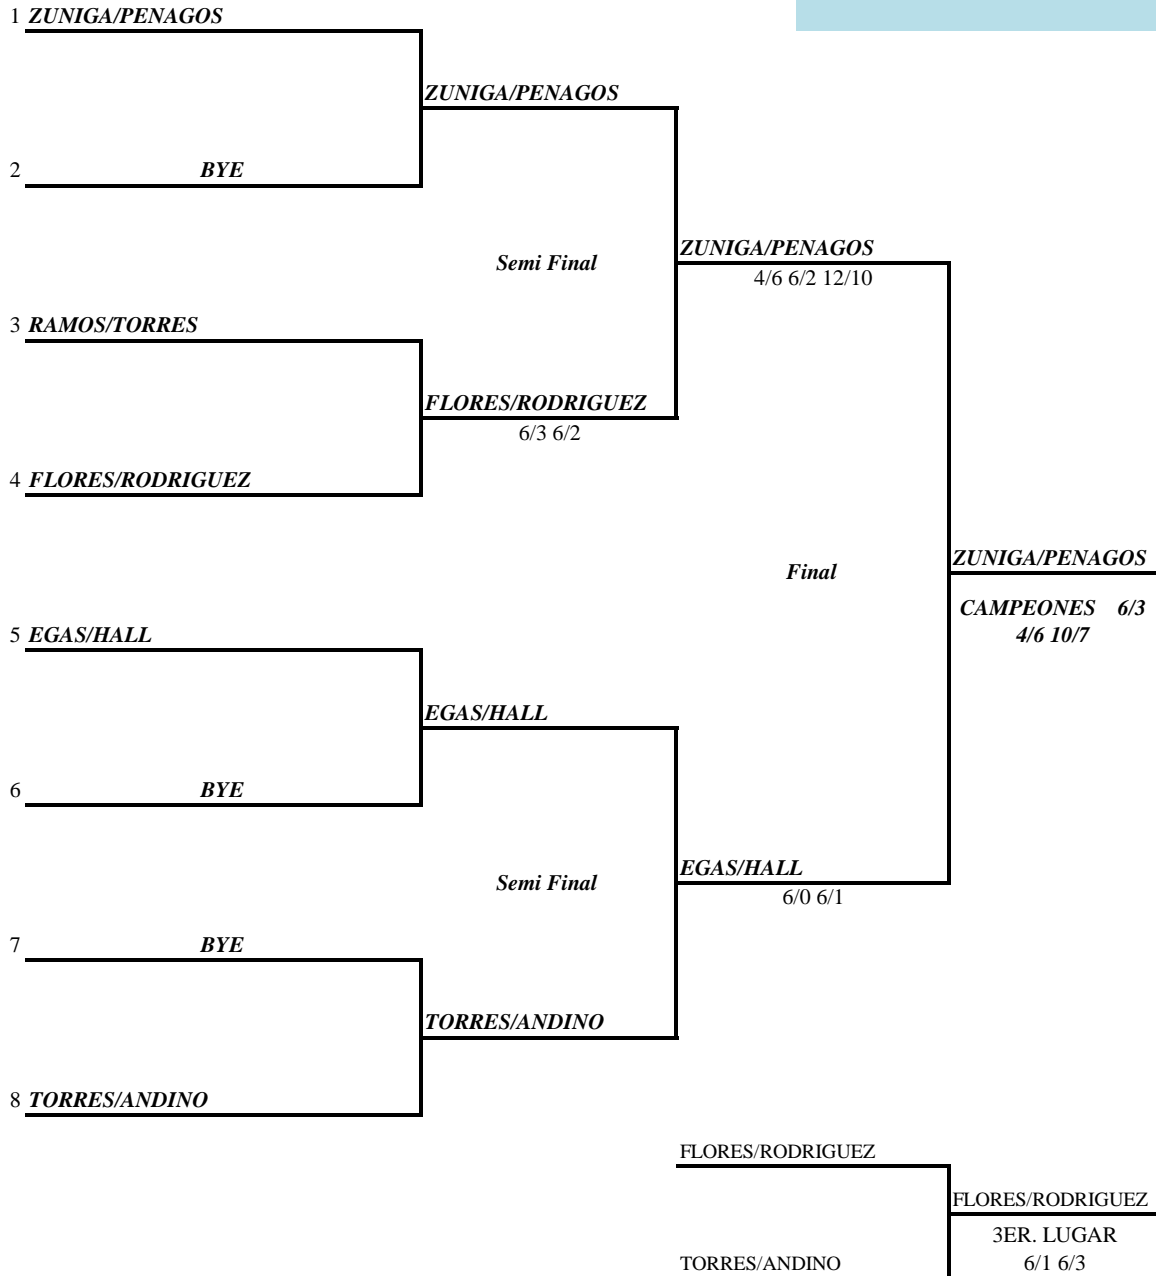 1 ZUNIGA/PENAGOS
ZUNIGA/PENAGOS
2 BYE
Semi Final
ZUNIGA/PENAGOS
4/6 6/2 12/10
3 RAMOS/TORRES
FLORES/RODRIGUEZ
6/3 6/2
4 FLORES/RODRIGUEZ
Final
ZUNIGA/PENAGOS
CAMPEONES 6/3
4/6 10/7
5 EGAS/HALL
EGAS/HALL
6 BYE
Semi Final
EGAS/HALL
6/0 6/1
7 BYE
TORRES/ANDINO
8 TORRES/ANDINO
FLORES/RODRIGUEZ
FLORES/RODRIGUEZ
3ER. LUGAR
TORRES/ANDINO
6/1 6/3